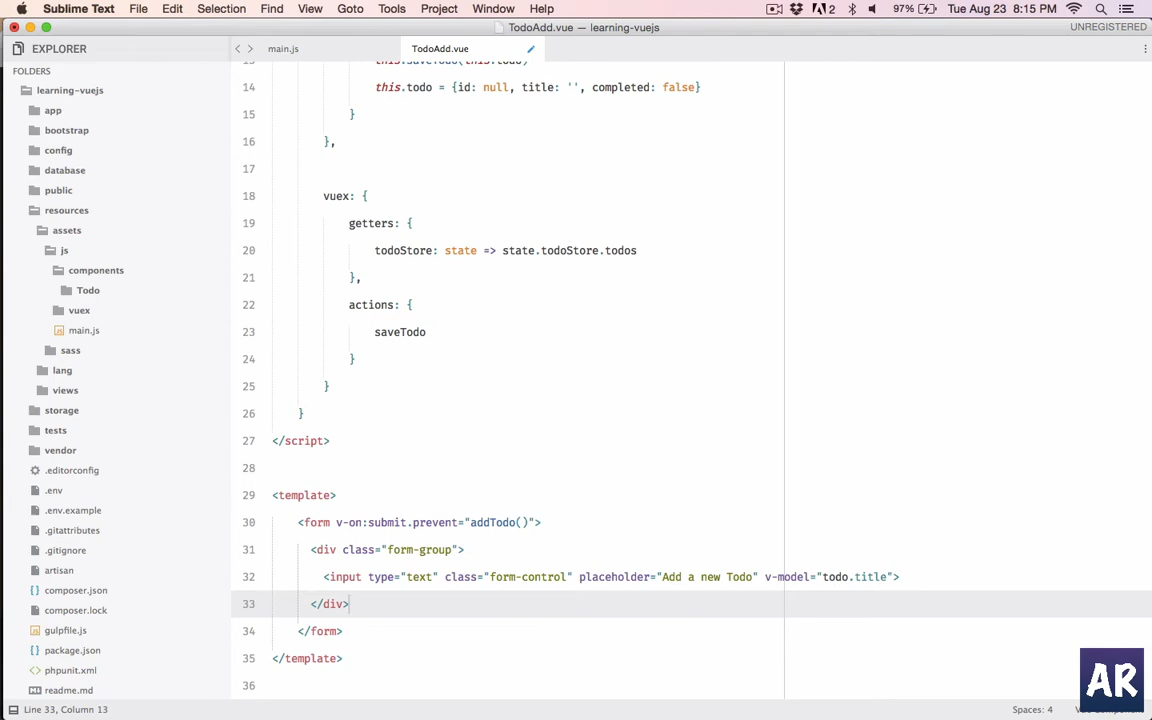 Sublime Text File Edit Selection Find View Goto Tools Project Window Help 2 97% Tue Aug 23 8:15 PM
TodoAdd.vue — learning-vuejs UNREGISTERED
EXPLORER
main.js
TodoAdd.vue
FOLDERS
learning-vuejs
app
bootstrap
config
database
public
resources
assets
js
components
Todo
vuex
main.js
sass
lang
views
storage
tests
vendor
.editorconfig
.env
.env.example
.gitattributes
.gitignore
artisan
composer.json
composer.lock
gulpfile.js
package.json
phpunit.xml
readme.md
13 this.saveTodo(this.todo)
14 this.todo = {id: null, title: '', completed: false}
15 }
16 },
17
18 vuex: {
19 getters: {
20 todoStore: state => state.todoStore.todos
21 },
22 actions: {
23 saveTodo
24 }
25 }
26 }
27 </script>
28
29 <template>
30 <form v-on:submit.prevent="addTodo()">
31 <div class="form-group">
32 <input type="text" class="form-control" placeholder="Add a new Todo" v-model="todo.title">
33 </div>
34 </form>
35 </template>
36
Line 33, Column 13
Spaces: 4
AR